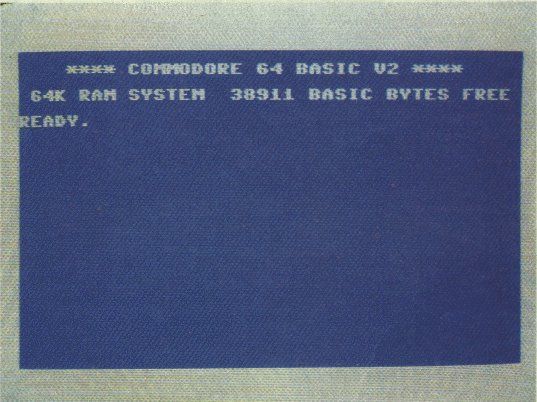 **** COMMODORE 64 BASIC V2 ****
64K RAM SYSTEM  38911 BASIC BYTES FREE
READY.